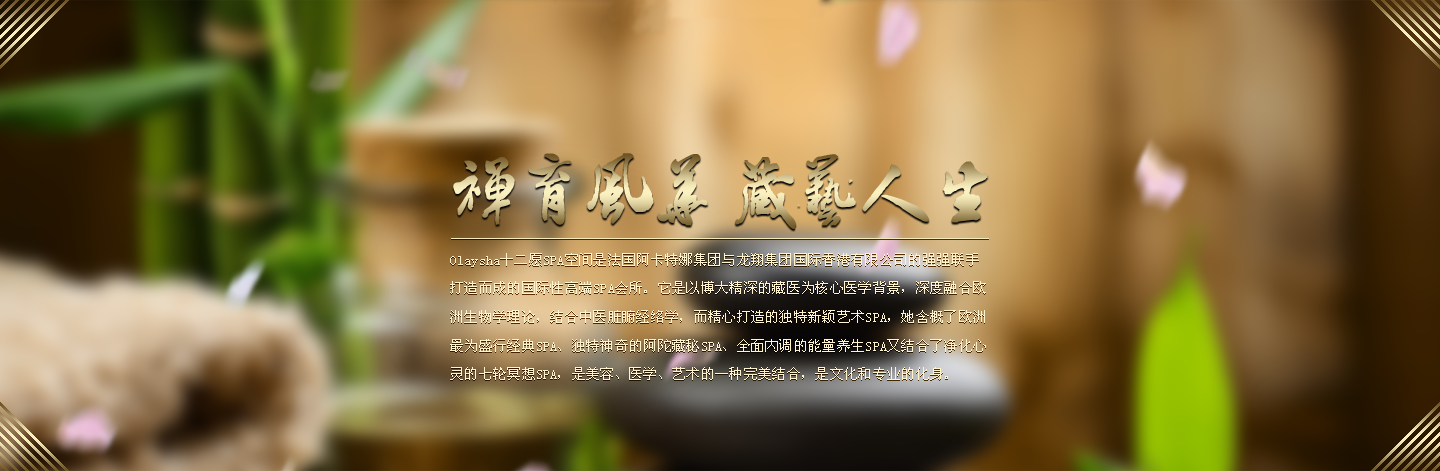 禅育風華 藏藝人生
Olaysha十二愿SPA空间是法国阿卡特娜集团与龙翔集团国际香港有限公司的强强联手
打造而成的国际性高端SPA会所。它是以博大精深的藏医为核心医学背景，深度融合欧
洲生物学理论、结合中医脏腑经络学，而精心打造的独特新颖艺术SPA，她含概了欧洲
最为盛行经典SPA、独特神奇的阿陀藏秘SPA、全面内调的能量养生SPA又结合了净化心
灵的七轮冥想SPA，是美容、医学、艺术的一种完美结合，是文化和专业的化身.